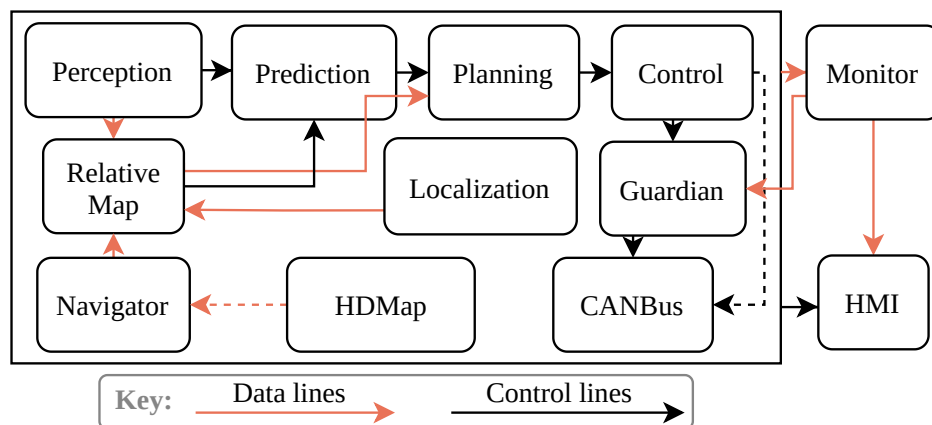 Perception
Prediction
Planning
Control
Monitor
Relative
Map
Localization
Guardian
Navigator
HDMap
CANBus
HMI
Key:
Data lines
Control lines